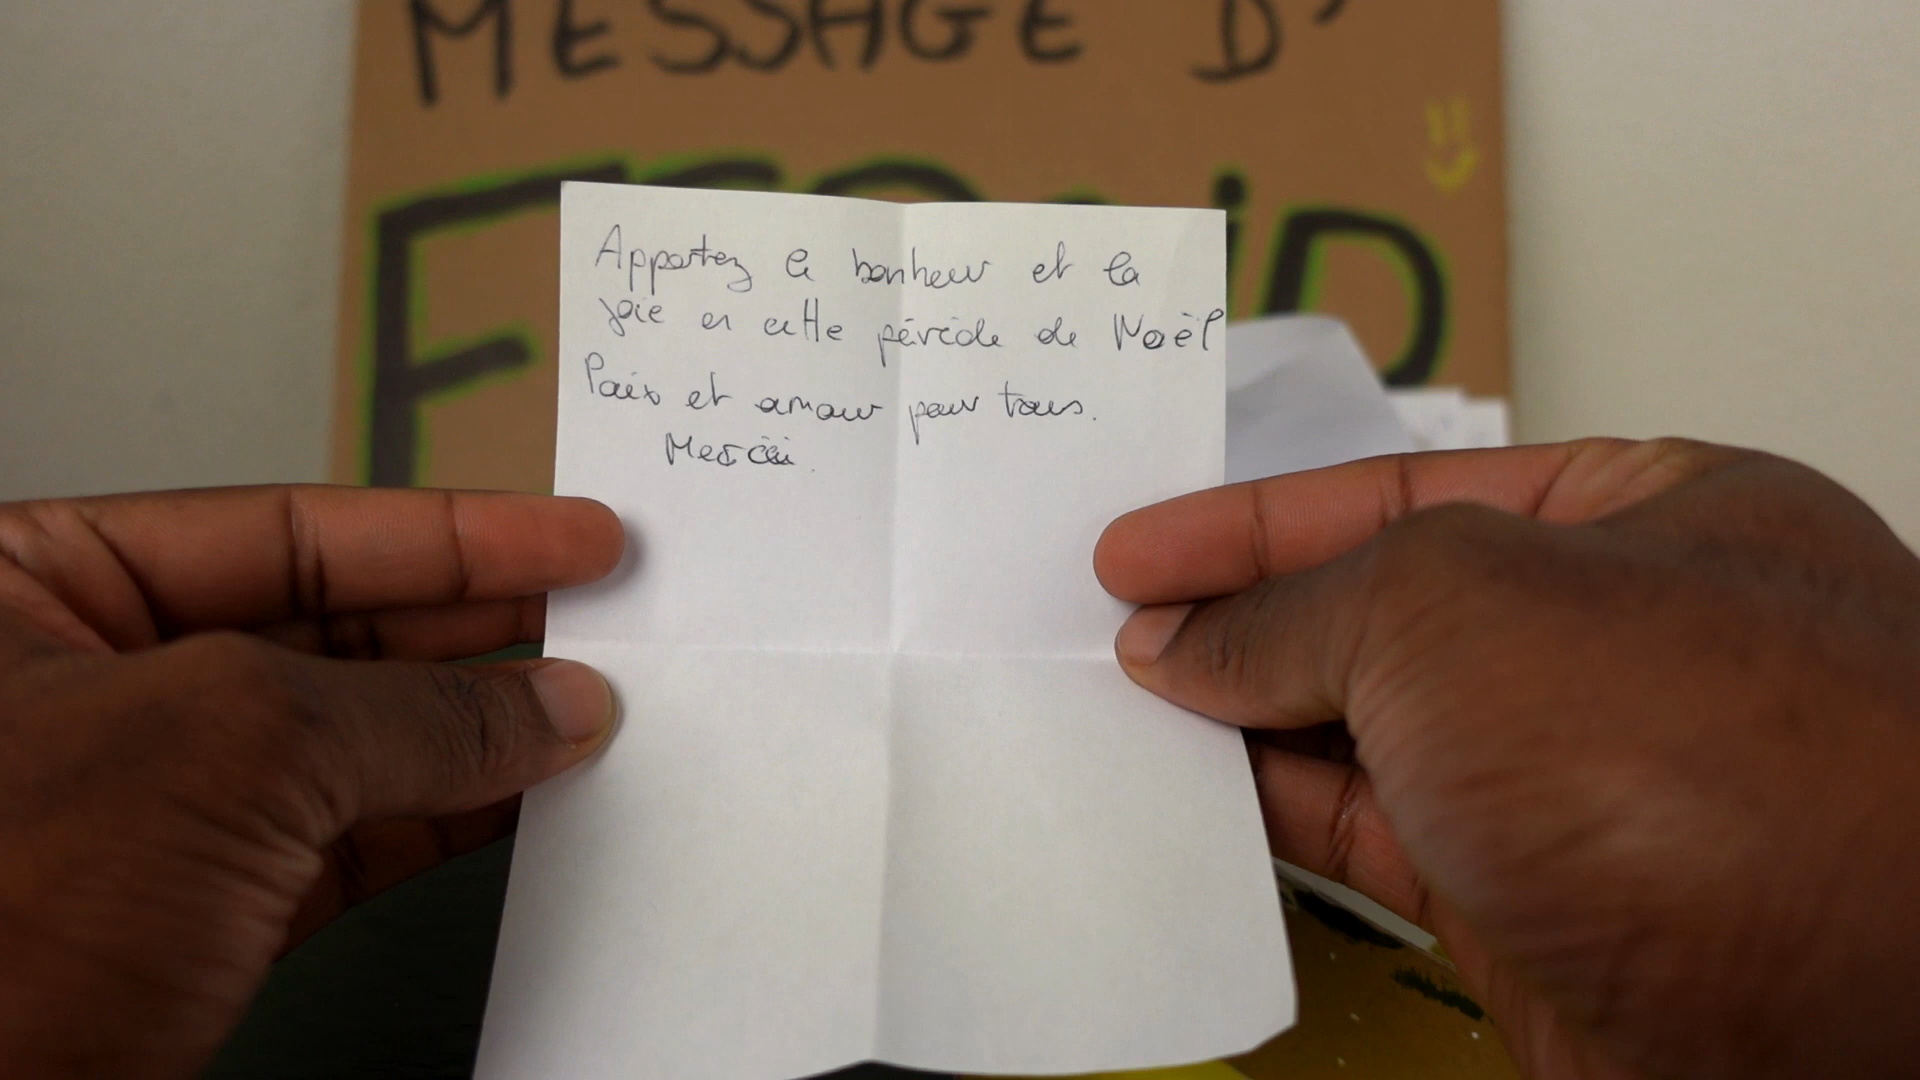 MESSAGE D'
Apportez le bonheur et la
joie en cette période de Noël
Paix et amour pour tous.
Merci.